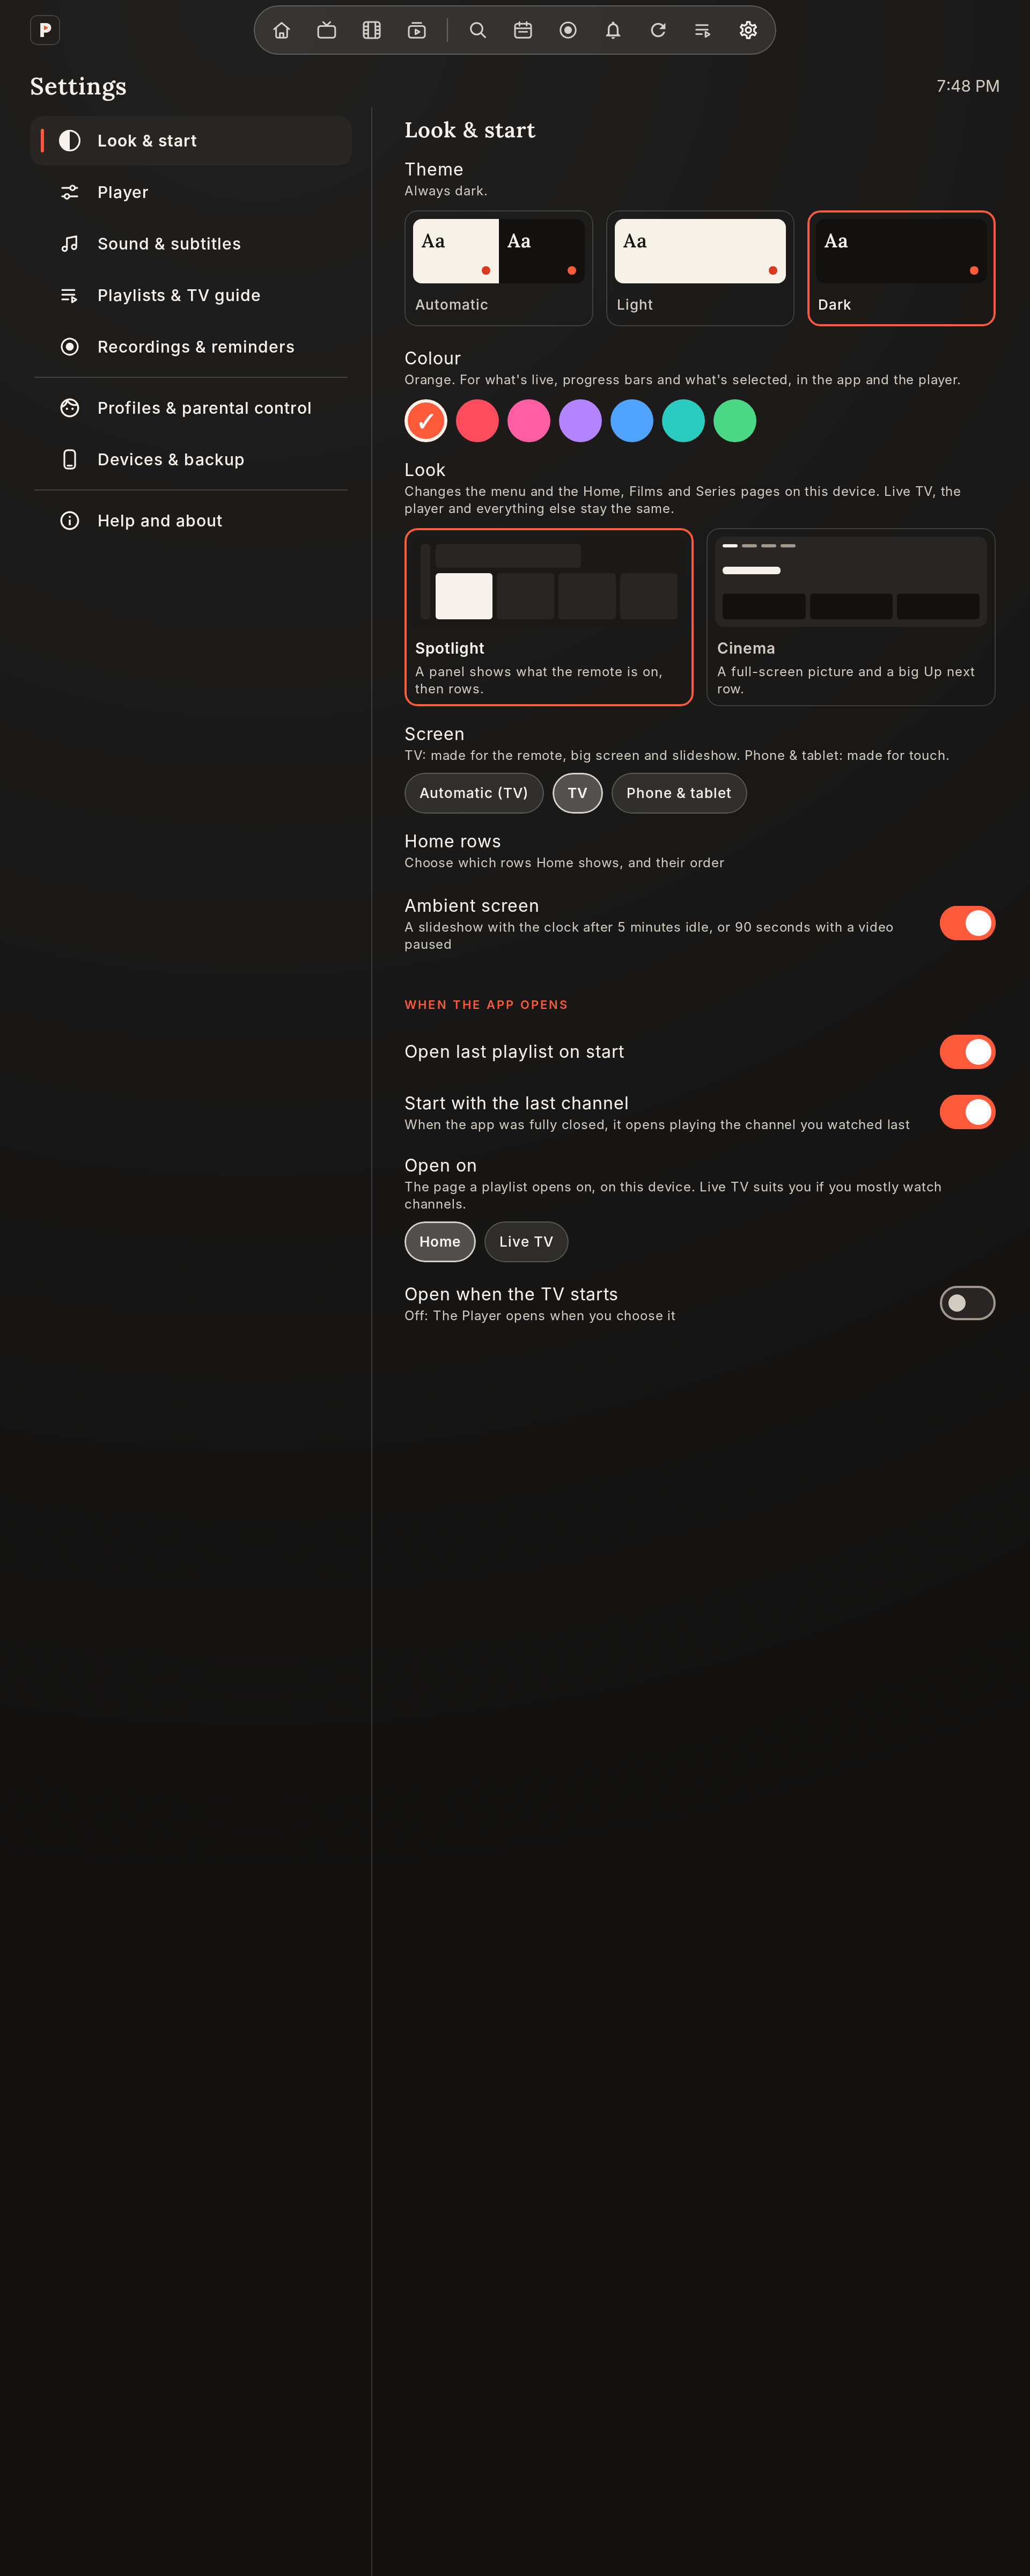 P
Settings
7:48 PM
Look & start
Player
Sound & subtitles
Playlists & TV guide
Recordings & reminders
Profiles & parental control
Devices & backup
Help and about
Look & start
Theme
Always dark.
Aa
Aa
Automatic
Aa
Light
Aa
Dark
Colour
Orange. For what's live, progress bars and what's selected, in the app and the player.
Look
Changes the menu and the Home, Films and Series pages on this device. Live TV, the
player and everything else stay the same.
Spotlight
A panel shows what the remote is on,
then rows.
Cinema
A full-screen picture and a big Up next
row.
Screen
TV: made for the remote, big screen and slideshow. Phone & tablet: made for touch.
Automatic (TV)
TV
Phone & tablet
Home rows
Choose which rows Home shows, and their order
Ambient screen
A slideshow with the clock after 5 minutes idle, or 90 seconds with a video
paused
WHEN THE APP OPENS
Open last playlist on start
Start with the last channel
When the app was fully closed, it opens playing the channel you watched last
Open on
The page a playlist opens on, on this device. Live TV suits you if you mostly watch
channels.
Home
Live TV
Open when the TV starts
Off: The Player opens when you choose it